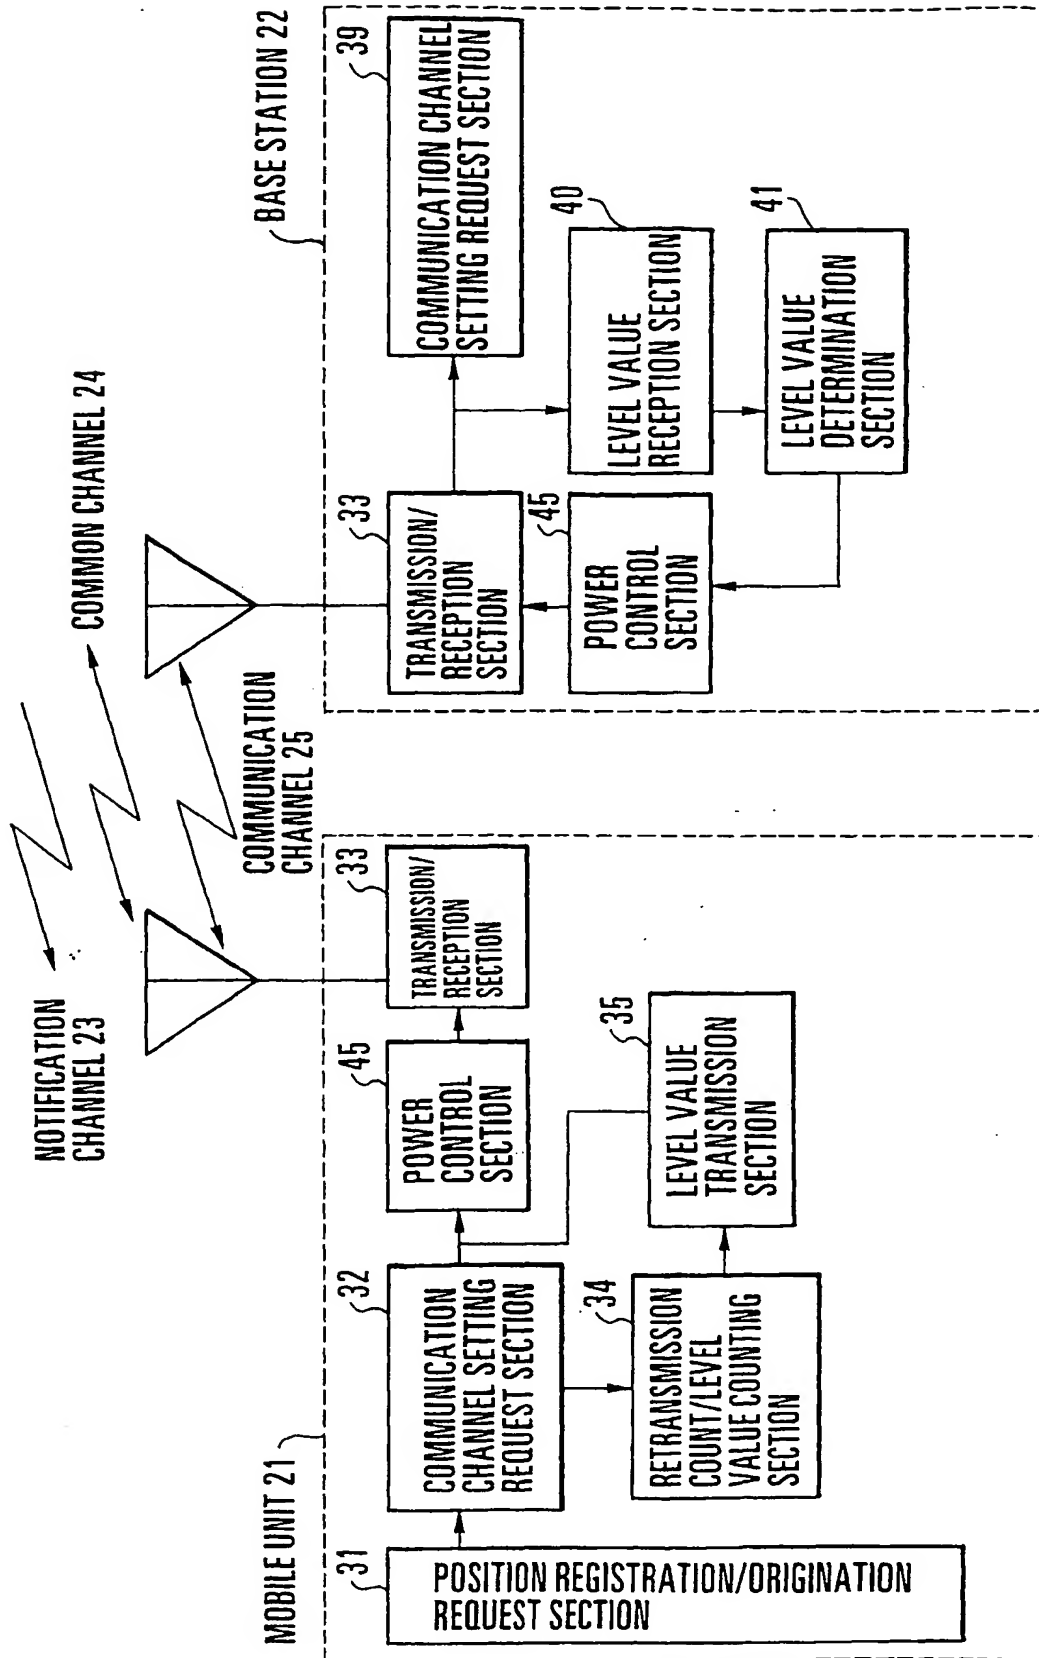 NOTIFICATION
CHANNEL 23
COMMON CHANNEL 24
COMMUNICATION
CHANNEL 25
MOBILE UNIT 21
31
POSITION REGISTRATION/ORIGINATION
REQUEST SECTION
32
COMMUNICATION
CHANNEL SETTING
REQUEST SECTION
45
POWER
CONTROL
SECTION
33
TRANSMISSION/
RECEPTION
SECTION
34
RETRANSMISSION
COUNT/LEVEL
VALUE COUNTING
SECTION
35
LEVEL VALUE
TRANSMISSION
SECTION
BASE STATION 22
33
TRANSMISSION/
RECEPTION
SECTION
39
COMMUNICATION CHANNEL
SETTING REQUEST SECTION
45
POWER
CONTROL
SECTION
40
LEVEL VALUE
RECEPTION SECTION
41
LEVEL VALUE
DETERMINATION
SECTION